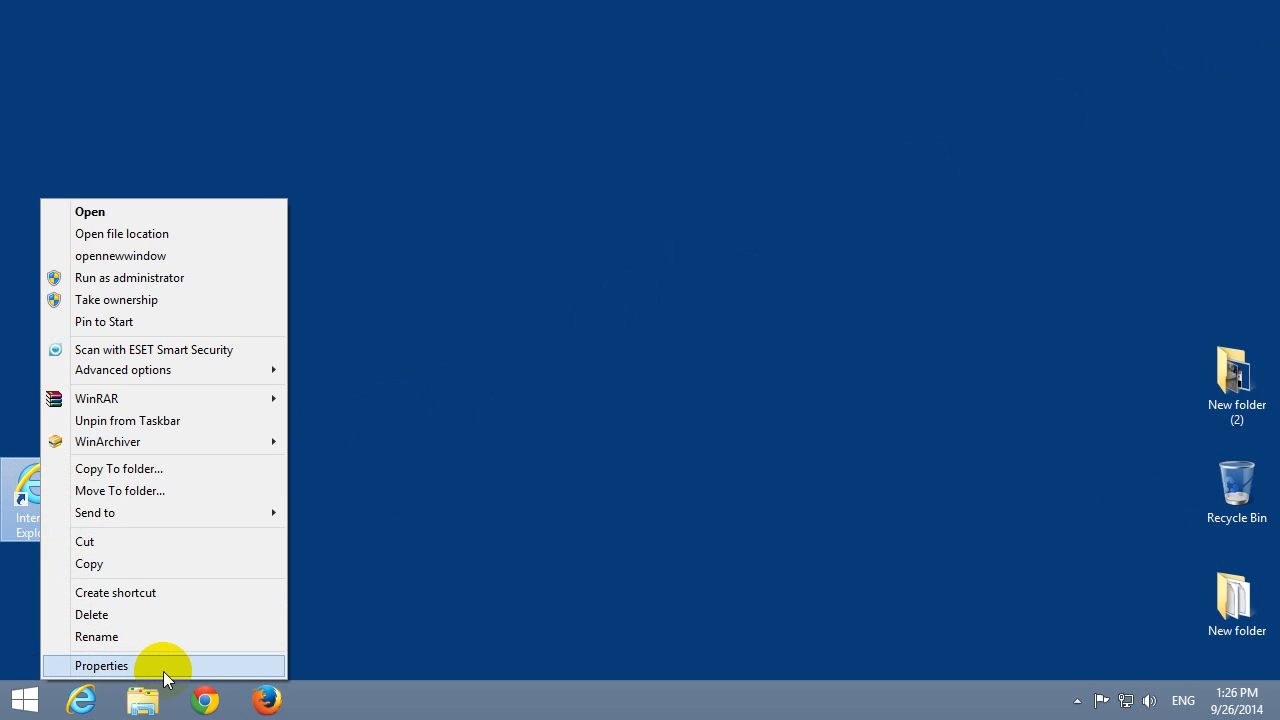 Open
Open file location
opennewwindow
Run as administrator
Take ownership
Pin to Start
Scan with ESET Smart Security
Advanced options
WinRAR
Unpin from Taskbar
WinArchiver
Copy To folder...
Move To folder...
Send to
Cut
Copy
Create shortcut
Delete
Rename
Properties
Inter
Explo
New folder
(2)
Recycle Bin
New folder
ENG
1:26 PM
9/26/2014